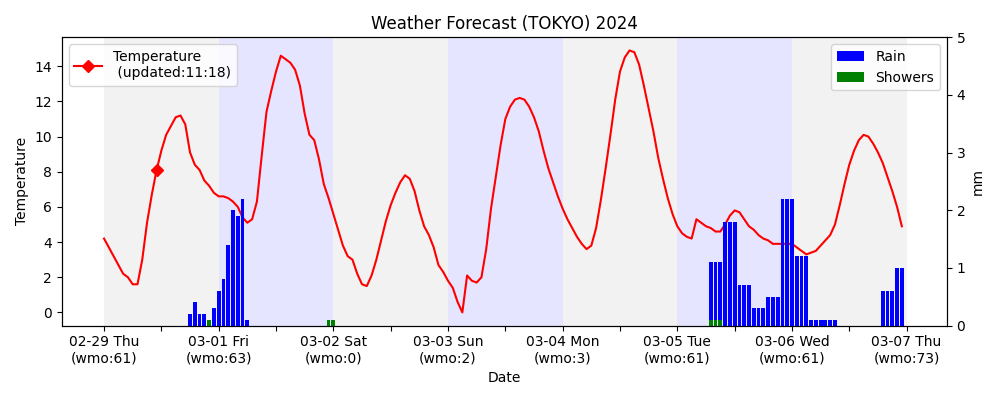 Weather Forecast (TOKYO) 2024
Temperature
(updated:11:18)
Rain
Showers
Temperature
14
12
10
8
6
4
2
0
5
4
3
2
1
0
mm
02-29 Thu 03-01 Fri 03-02 Sat 03-03 Sun 03-04 Mon 03-05 Tue 03-06 Wed 03-07 Thu
(wmo:61) (wmo:63) (wmo:0) (wmo:2) (wmo:3) (wmo:61) (wmo:61) (wmo:73)
Date